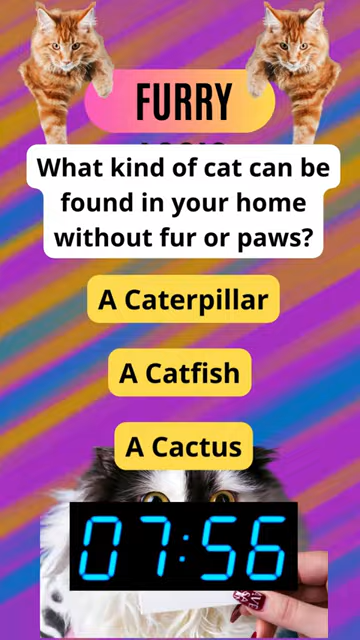 FURRY
What kind of cat can be
found in your home
without fur or paws?
A Caterpillar
A Catfish
A Cactus
07:56